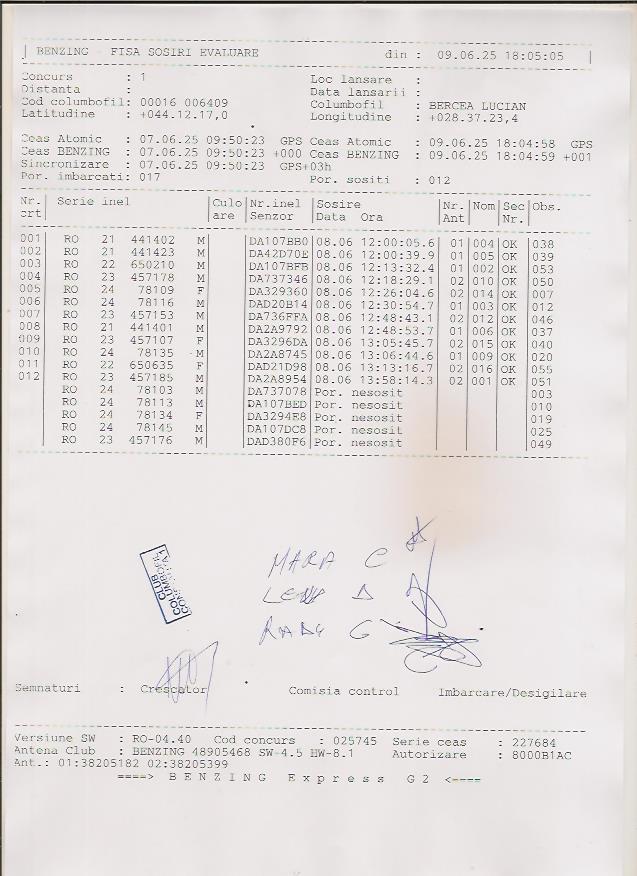 BENZING - FISA SOSIRI EVALUARE din : 09.06.25 18:05:05
Concurs : 1 Loc lansare :
Distanta : Data lansarii :
Cod columbofil: 00016 006409 Columbofil : BERCEA LUCIAN
Latitudine : +044.12.17,0 Longitudine : +028.37.23,4
Ceas Atomic : 07.06.25 09:50:23 GPS Ceas Atomic : 09.06.25 18:04:58 GPS
Ceas BENZING : 07.06.25 09:50:23 +000 Ceas BENZING : 09.06.25 18:04:59 +001
Sincronizare : 07.06.25 09:50:23 GPS+03h
Por. imbarcati: 017 Por. sositi : 012
Nr. Serie inel Culo Nr.inel Sosire Nr. Nom Sec Obs.
crt are Senzor Data Ora Ant Nr.
001 RO 21 441402 M DA107BB0 08.06 12:00:05.6 01 004 OK 038
002 RO 21 441423 M DA42D70E 08.06 12:00:39.9 01 005 OK 039
003 RO 22 650210 M DA107BFB 08.06 12:13:32.4 01 002 OK 053
004 RO 23 457178 M DA737346 08.06 12:18:29.1 02 010 OK 050
005 RO 24 78109 F DA329360 08.06 12:26:04.6 02 014 OK 007
006 RO 24 78116 M DAD20B14 08.06 12:30:54.7 01 003 OK 012
007 RO 23 457153 M DA736FFA 08.06 12:48:43.1 02 012 OK 046
008 RO 21 441401 M DA2A9792 08.06 12:48:53.7 01 006 OK 037
009 RO 23 457107 F DA3296DA 08.06 13:05:45.7 02 015 OK 040
010 RO 24 78135 M DA2A8745 08.06 13:06:44.6 01 009 OK 020
011 RO 22 650635 F DAD21D98 08.06 13:13:16.7 02 016 OK 055
012 RO 23 457185 M DA2A8954 08.06 13:58:14.3 02 001 OK 051
RO 24 78103 M DA737078 Por. nesosit 003
RO 24 78113 M DA107BED Por. nesosit 010
RO 24 78134 F DA3294E8 Por. nesosit 019
RO 24 78145 M DA107DC8 Por. nesosit 025
RO 23 457176 M DAD380F6 Por. nesosit 049
MARA C
D
RADU G
CLUB
COLUMBOFIL
Semnaturi : Crescator Comisia control Imbarcare/Desigilare
Versiune SW : RO-04.40 Cod concurs : 025745 Serie ceas : 227684
Antena Club : BENZING 48905468 SW-4.5 HW-8.1 Autorizare : 8000B1AC
Ant.: 01:38205182 02:38205399
====> B E N Z I N G E x p r e s s G 2 <====